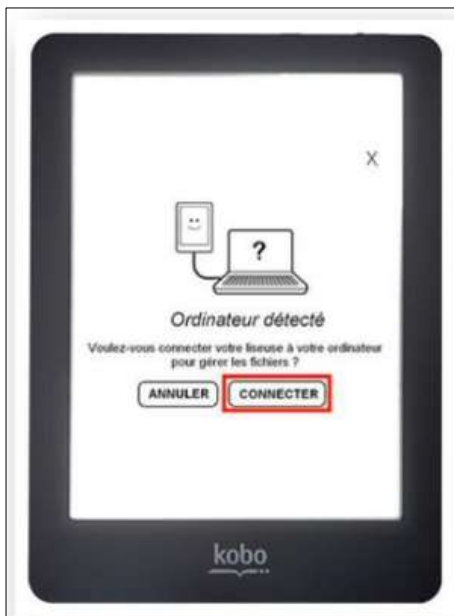 X
?
Ordinateur détecté
Voulez-vous connecter votre liseuse à votre ordinateur
pour gérer les fichiers ?
ANNULER CONNECTER
kobo